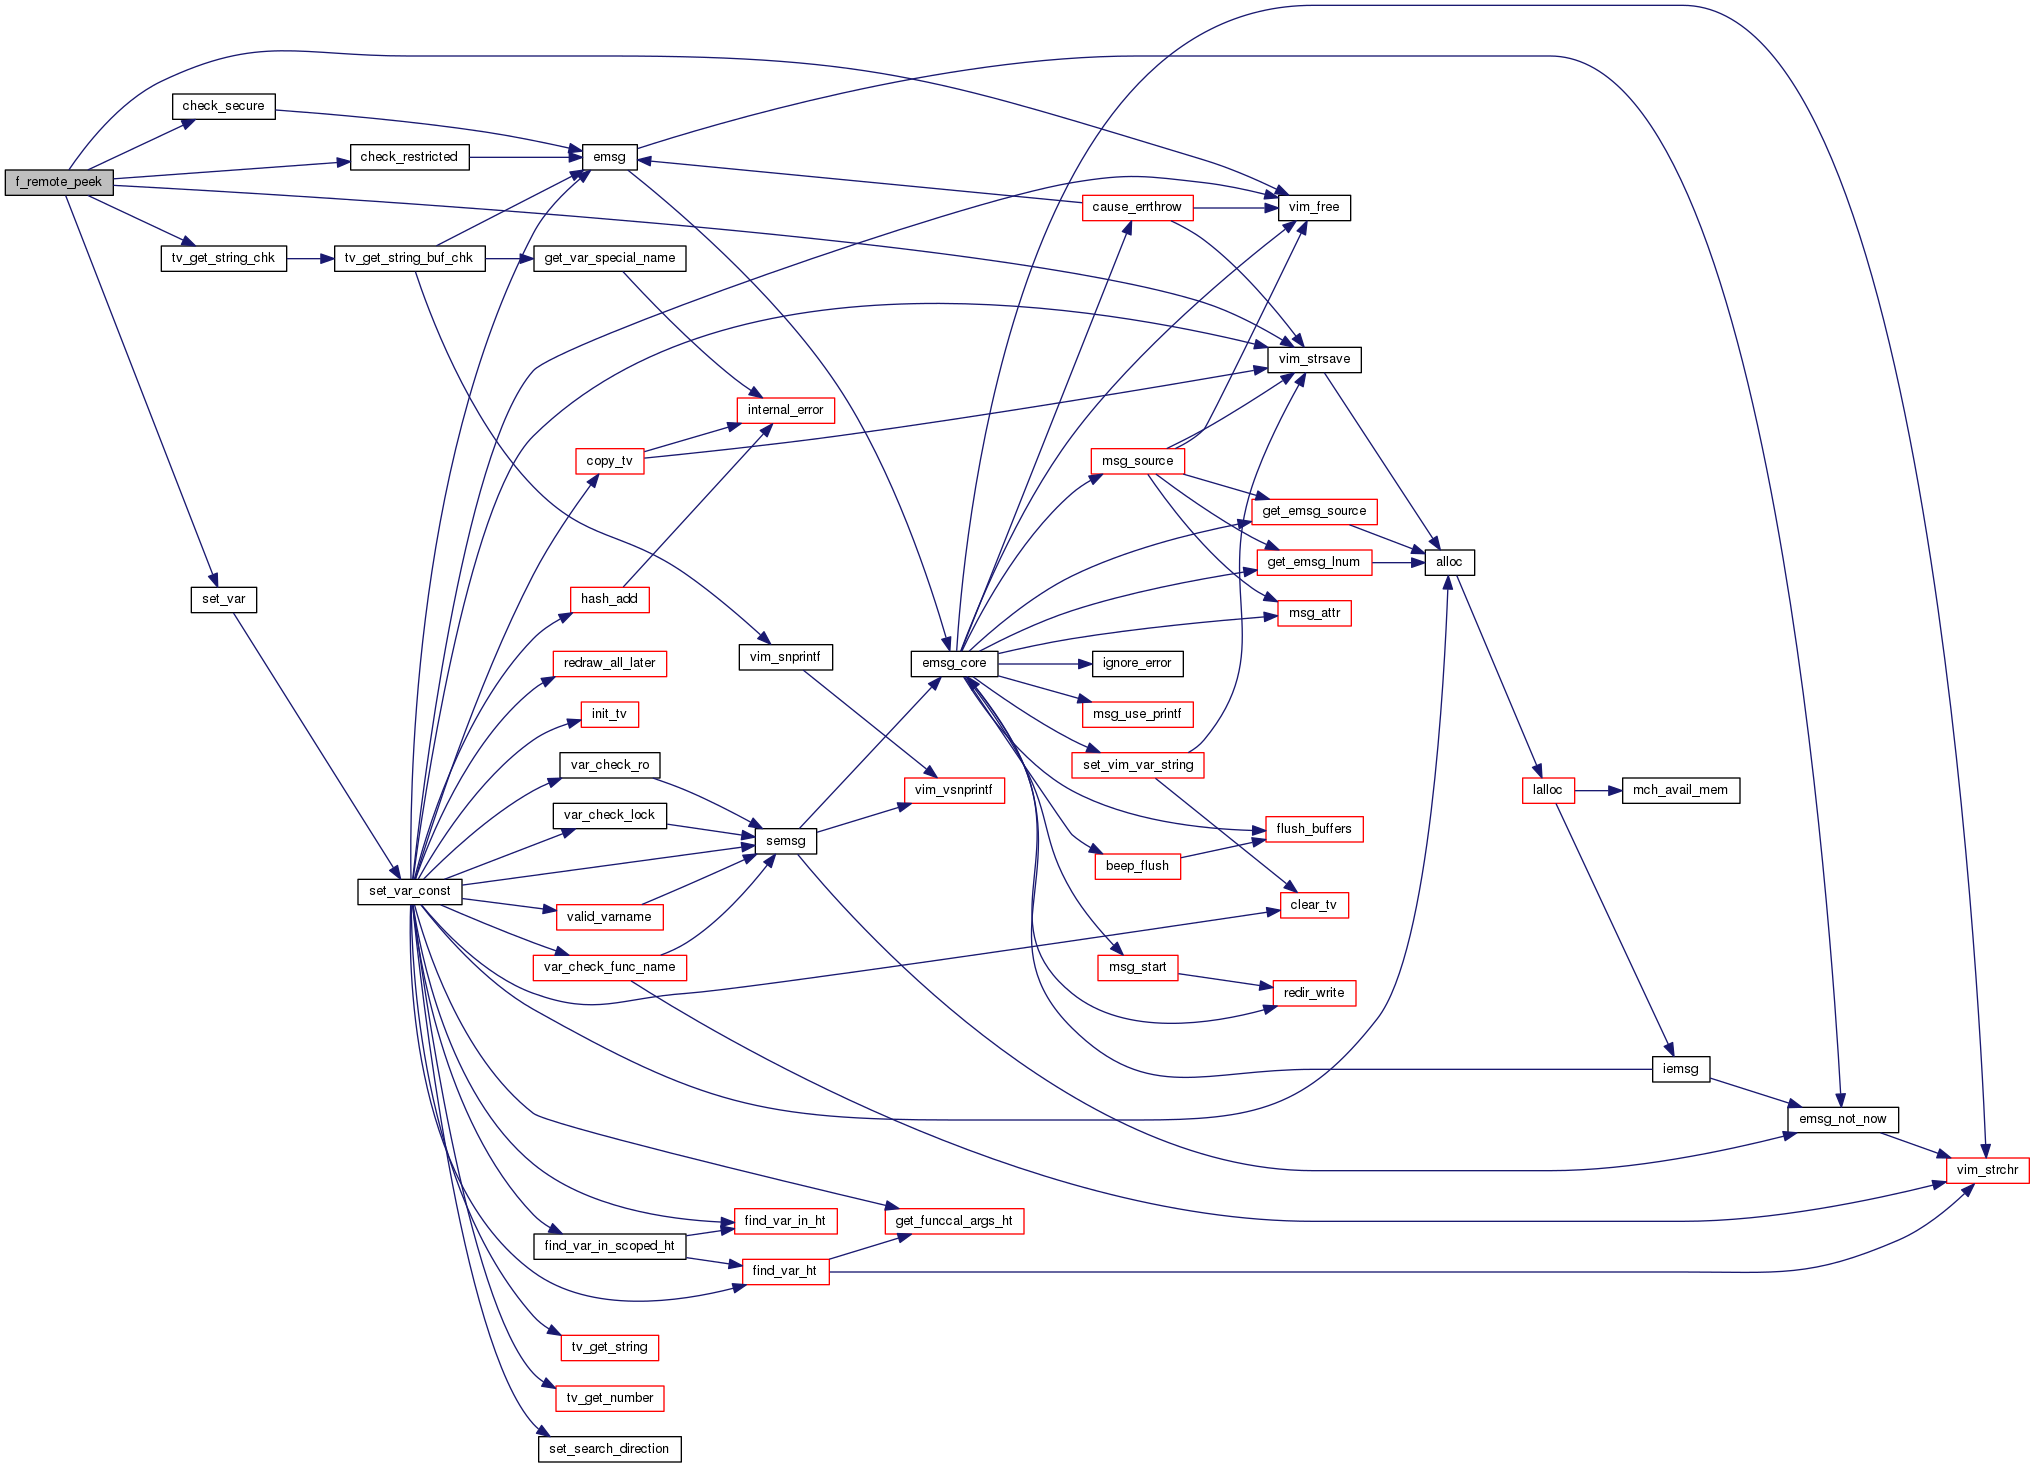 f_remote_peek
check_secure
check_restricted
tv_get_string_chk
set_var
tv_get_string_buf_chk
set_var_const
emsg
get_var_special_name
copy_tv
hash_add
redraw_all_later
init_tv
var_check_ro
var_check_lock
valid_varname
var_check_func_name
find_var_in_scoped_ht
tv_get_string
tv_get_number
set_search_direction
internal_error
vim_snprintf
semsg
find_var_in_ht
find_var_ht
emsg_core
vim_vsnprintf
get_funccal_args_ht
cause_errthrow
msg_source
ignore_error
msg_use_printf
set_vim_var_string
beep_flush
msg_start
vim_free
vim_strsave
get_emsg_source
get_emsg_lnum
msg_attr
flush_buffers
clear_tv
redir_write
alloc
lalloc
mch_avail_mem
iemsg
emsg_not_now
vim_strchr